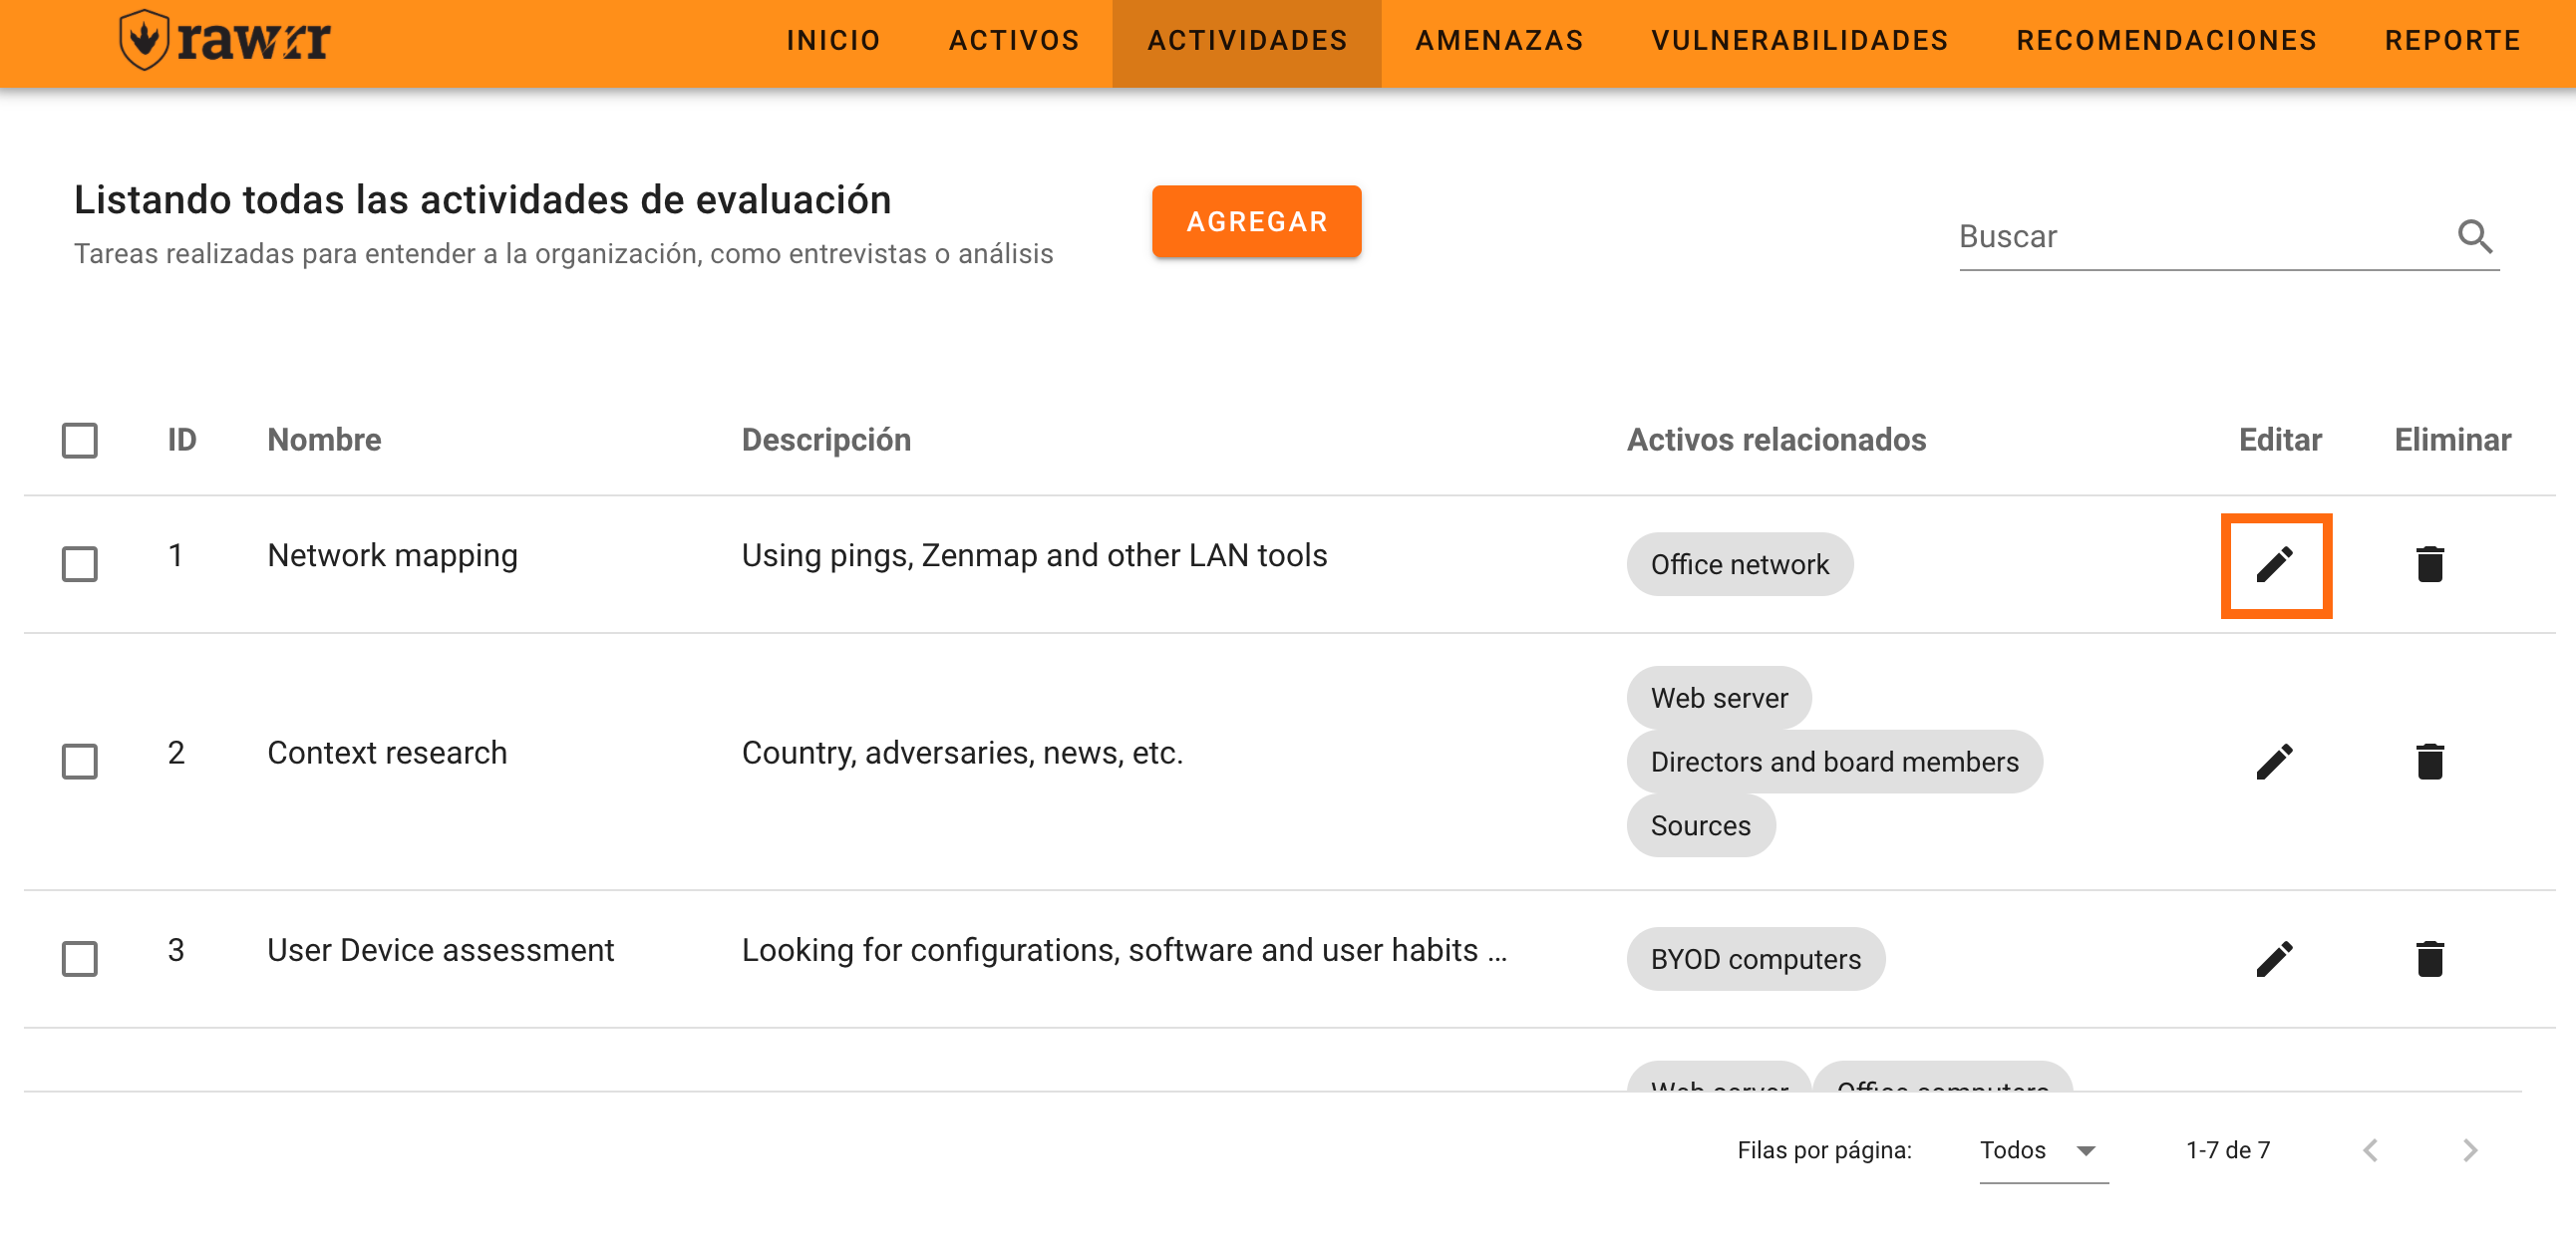 rawrr
INICIO ACTIVOS ACTIVIDADES AMENAZAS VULNERABILIDADES RECOMENDACIONES REPORTE
Listando todas las actividades de evaluación
Tareas realizadas para entender a la organización, como entrevistas o análisis
AGREGAR
Buscar
ID Nombre Descripción Activos relacionados Editar Eliminar
1 Network mapping Using pings, Zenmap and other LAN tools Office network
2 Context research Country, adversaries, news, etc. Web server
Directors and board members
Sources
3 User Device assessment Looking for configurations, software and user habits ... BYOD computers
Web server Office computers
Filas por página: Todos 1-7 de 7